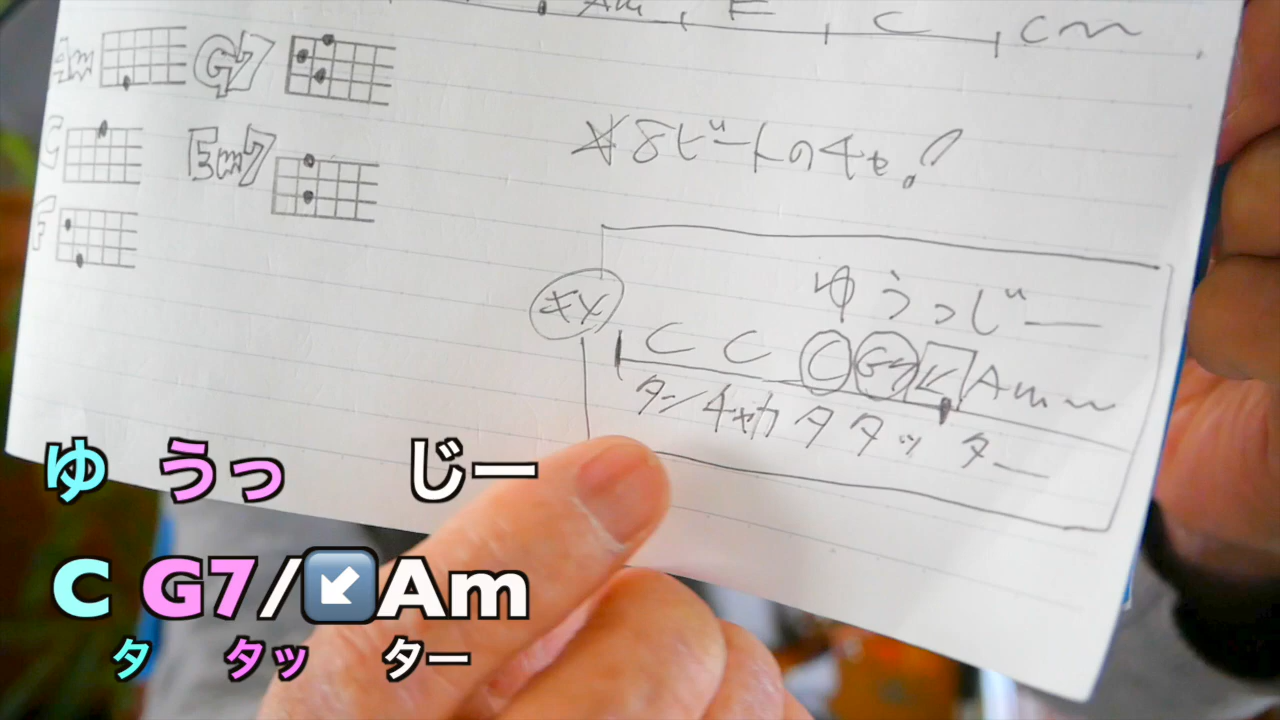 Am E C Cm
Am G7
C Em7
F
☆8ビートの4も!
キメ
ゆうっじー
C C C G7 ↙ Am
タンチャカ タ タッ ター
ゆ うっ じー
C G7/↙Am
タ タッ ター